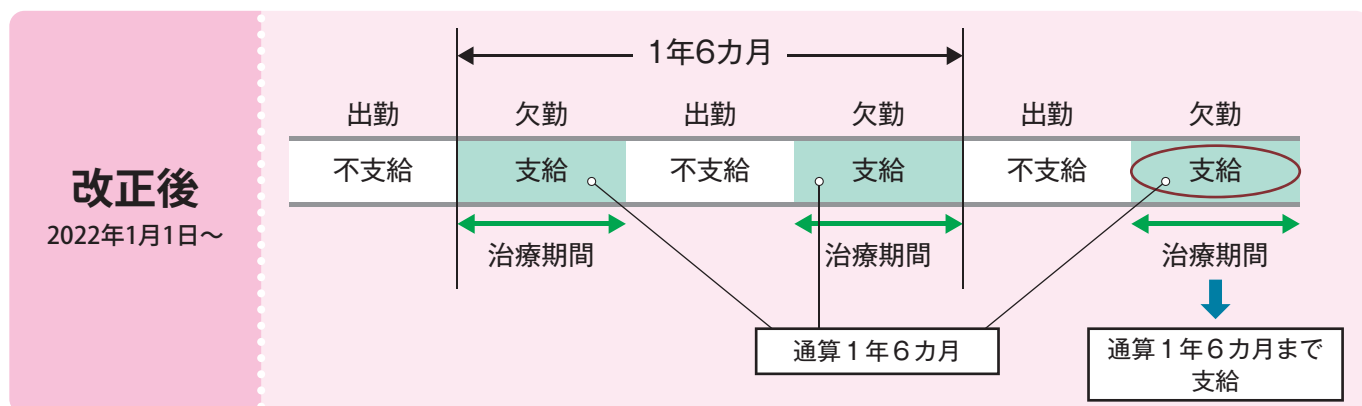 改正後
2022年1月1日～
1年6カ月
出勤 欠勤 出勤 欠勤 出勤 欠勤
不支給 支給 不支給 支給 不支給 支給
治療期間 治療期間 治療期間
通算1年6カ月
通算1年6カ月まで
支給